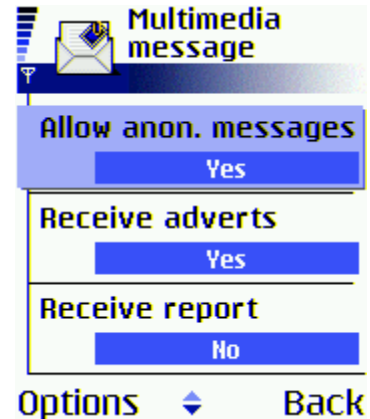 Multimedia
message
Allow anon. messages
Yes
Receive adverts
Yes
Receive report
No
Options Back